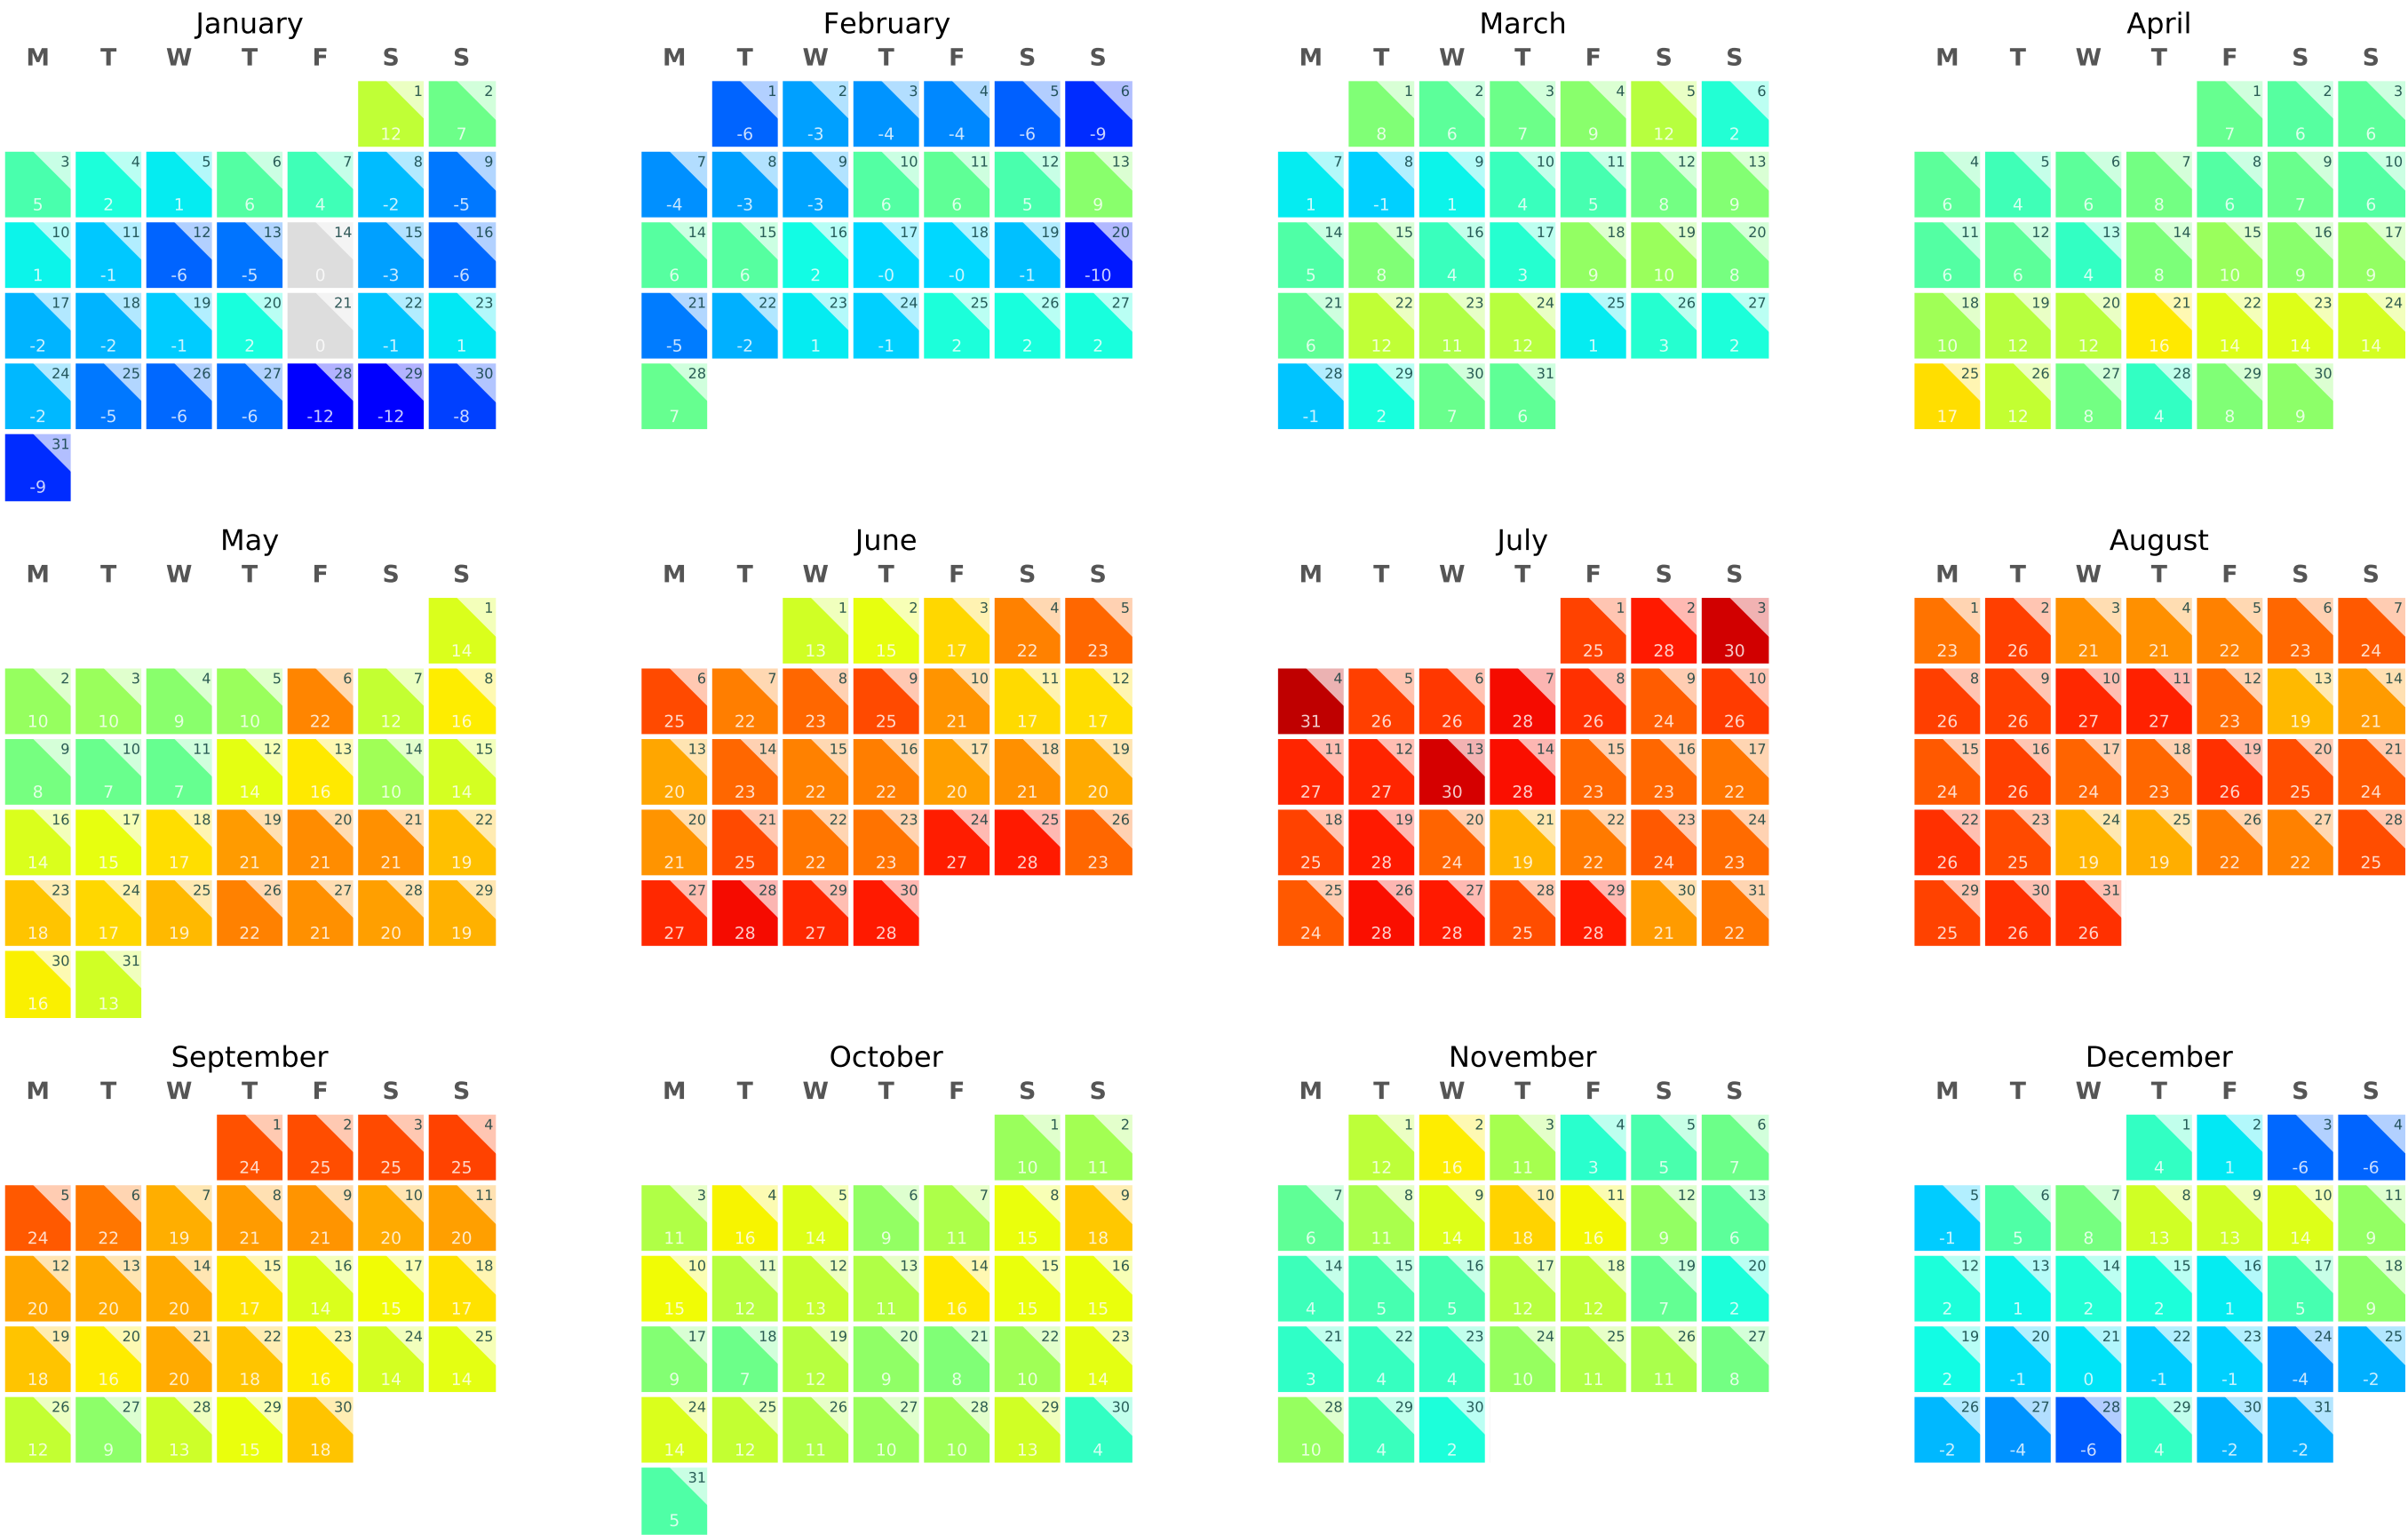 January February March April
M T W T F S S M T W T F S S M T W T F S S M T W T F S S
1 2 1 2 3 4 5 6 1 2 3 4 5 6 1 2 3
12 7 -6 -3 -4 -4 -6 -9 8 6 7 9 12 2 7 6 6
3 4 5 6 7 8 9 7 8 9 10 11 12 13 7 8 9 10 11 12 13 4 5 6 7 8 9 10
5 2 1 6 4 -2 -5 -4 -3 -3 6 6 5 9 1 -1 1 4 5 8 9 6 4 6 8 6 7 6
10 11 12 13 14 15 16 14 15 16 17 18 19 20 14 15 16 17 18 19 20 11 12 13 14 15 16 17
1 -1 -6 -5 0 -3 -6 6 6 2 -0 -0 -1 -10 5 8 4 3 9 10 8 6 6 4 8 10 9 9
17 18 19 20 21 22 23 21 22 23 24 25 26 27 21 22 23 24 25 26 27 18 19 20 21 22 23 24
-2 -2 -1 2 0 -1 1 -5 -2 1 -1 2 2 2 6 12 11 12 1 3 2 10 12 12 16 14 14 14
24 25 26 27 28 29 30 28 28 29 30 31 25 26 27 28 29 30
-2 -5 -6 -6 -12 -12 -8 7 -1 2 7 6 17 12 8 4 8 9
31
-9
May June July August
M T W T F S S M T W T F S S M T W T F S S M T W T F S S
1 1 2 3 4 5 1 2 3 1 2 3 4 5 6 7
14 13 15 17 22 23 25 28 30 23 26 21 21 22 23 24
2 3 4 5 6 7 8 6 7 8 9 10 11 12 4 5 6 7 8 9 10 8 9 10 11 12 13 14
10 10 9 10 22 12 16 25 22 23 25 21 17 17 31 26 26 28 26 24 26 26 26 27 27 23 19 21
9 10 11 12 13 14 15 13 14 15 16 17 18 19 11 12 13 14 15 16 17 15 16 17 18 19 20 21
8 7 7 14 16 10 14 20 23 22 22 20 21 20 27 27 30 28 23 23 22 24 26 24 23 26 25 24
16 17 18 19 20 21 22 20 21 22 23 24 25 26 18 19 20 21 22 23 24 22 23 24 25 26 27 28
14 15 17 21 21 21 19 21 25 22 23 27 28 23 25 28 24 19 22 24 23 26 25 19 19 22 22 25
23 24 25 26 27 28 29 27 28 29 30 25 26 27 28 29 30 31 29 30 31
18 17 19 22 21 20 19 27 28 27 28 24 28 28 25 28 21 22 25 26 26
30 31
16 13
September October November December
M T W T F S S M T W T F S S M T W T F S S M T W T F S S
1 2 3 4 1 2 1 2 3 4 5 6 1 2 3 4
24 25 25 25 10 11 12 16 11 3 5 7 4 1 -6 -6
5 6 7 8 9 10 11 3 4 5 6 7 8 9 7 8 9 10 11 12 13 5 6 7 8 9 10 11
24 22 19 21 21 20 20 11 16 14 9 11 15 18 6 11 14 18 16 9 6 -1 5 8 13 13 14 9
12 13 14 15 16 17 18 10 11 12 13 14 15 16 14 15 16 17 18 19 20 12 13 14 15 16 17 18
20 20 20 17 14 15 17 15 12 13 11 16 15 15 4 5 5 12 12 7 2 2 1 2 2 1 5 9
19 20 21 22 23 24 25 17 18 19 20 21 22 23 21 22 23 24 25 26 27 19 20 21 22 23 24 25
18 16 20 18 16 14 14 9 7 12 9 8 10 14 3 4 4 10 11 11 8 2 -1 0 -1 -1 -4 -2
26 27 28 29 30 24 25 26 27 28 29 30 28 29 30 26 27 28 29 30 31
12 9 13 15 18 14 12 11 10 10 13 4 10 4 2 -2 -4 -6 4 -2 -2
31
5